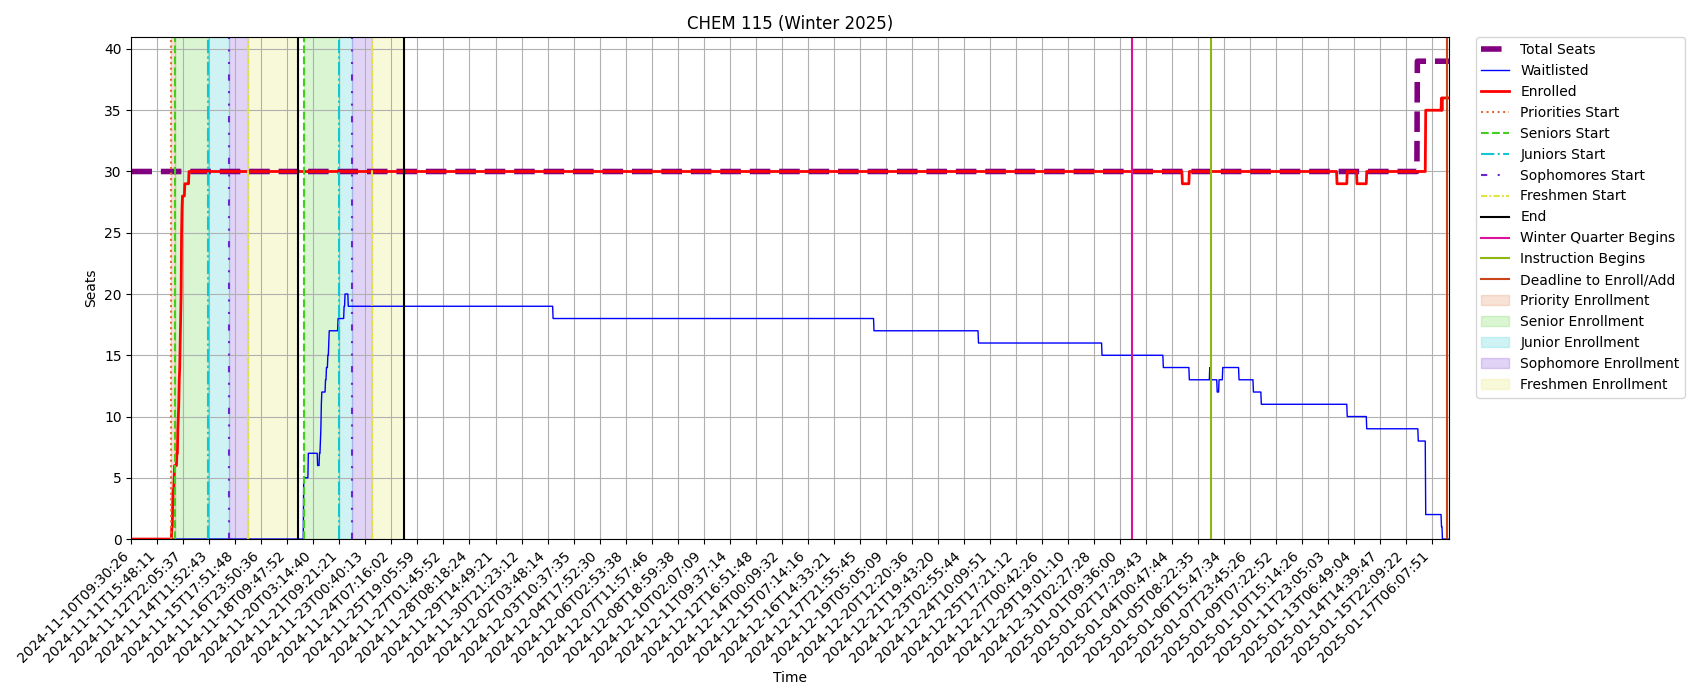 CHEM 115 (Winter 2025)
40
35
30
25
20
15
10
5
0
Seats
2024-11-10T09:30:26
2024-11-11T15:48:11
2024-11-12T22:05:37
2024-11-14T11:52:43
2024-11-15T17:51:48
2024-11-16T23:50:36
2024-11-18T09:47:52
2024-11-20T03:14:40
2024-11-21T09:21:21
2024-11-23T00:40:13
2024-11-24T07:16:02
2024-11-25T19:05:59
2024-11-27T01:45:52
2024-11-28T08:18:24
2024-11-29T14:49:21
2024-11-30T21:23:12
2024-12-02T03:48:14
2024-12-03T10:37:35
2024-12-04T17:52:30
2024-12-06T02:53:38
2024-12-07T11:57:46
2024-12-08T18:59:38
2024-12-10T02:07:09
2024-12-11T09:37:14
2024-12-12T16:51:48
2024-12-14T00:09:32
2024-12-15T07:14:16
2024-12-16T14:33:21
2024-12-17T21:55:45
2024-12-19T05:05:09
2024-12-20T12:20:36
2024-12-21T19:43:20
2024-12-23T02:55:44
2024-12-24T10:09:51
2024-12-25T17:21:12
2024-12-27T00:42:26
2024-12-29T19:01:10
2024-12-31T02:27:28
2025-01-01T09:36:00
2025-01-02T17:29:43
2025-01-04T00:47:44
2025-01-05T08:22:35
2025-01-06T15:47:34
2025-01-07T23:45:26
2025-01-09T07:22:52
2025-01-10T15:14:26
2025-01-11T23:05:03
2025-01-13T06:49:04
2025-01-14T14:39:47
2025-01-15T22:09:22
2025-01-17T06:07:51
Time
Total Seats
Waitlisted
Enrolled
Priorities Start
Seniors Start
Juniors Start
Sophomores Start
Freshmen Start
End
Winter Quarter Begins
Instruction Begins
Deadline to Enroll/Add
Priority Enrollment
Senior Enrollment
Junior Enrollment
Sophomore Enrollment
Freshmen Enrollment